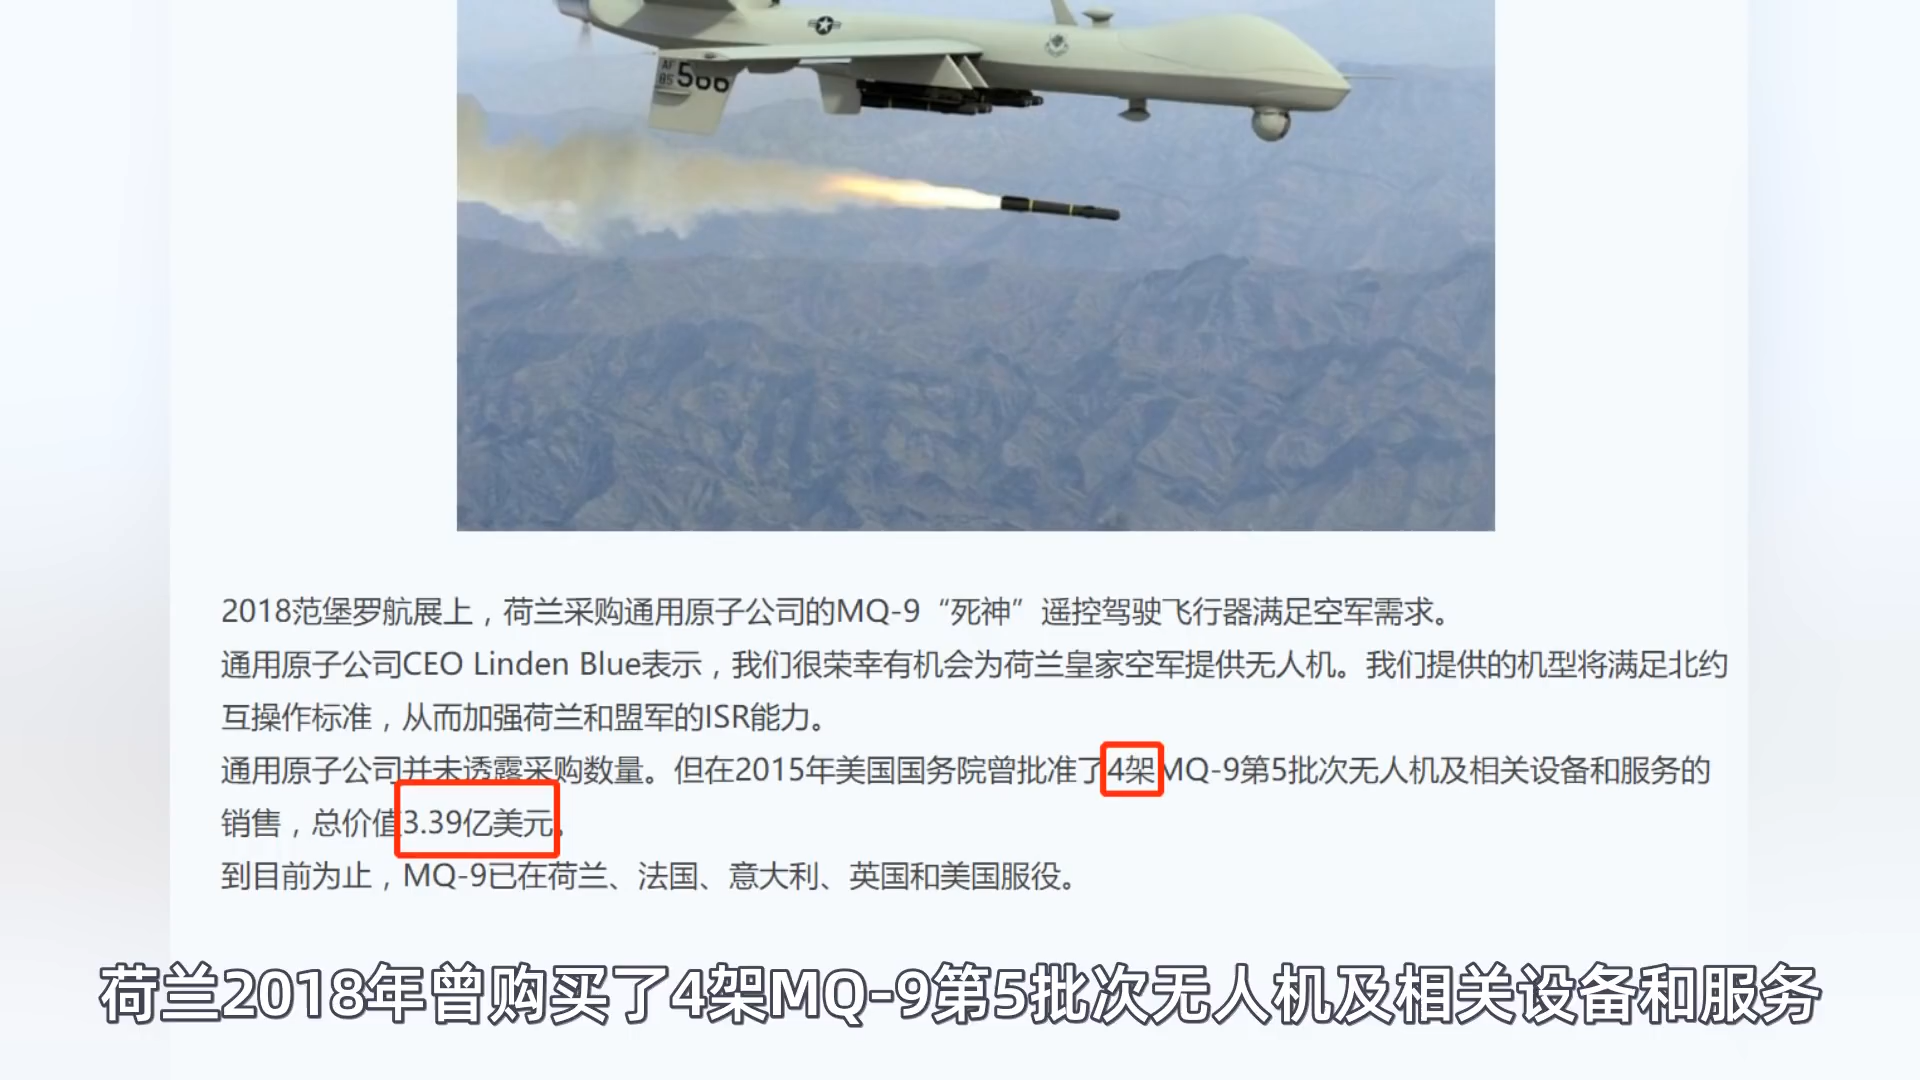 AF
85
566
2018范堡罗航展上，荷兰采购通用原子公司的MQ-9“死神”遥控驾驶飞行器满足空军需求。
通用原子公司CEO Linden Blue表示，我们很荣幸有机会为荷兰皇家空军提供无人机。我们提供的机型将满足北约
互操作标准，从而加强荷兰和盟军的ISR能力。
通用原子公司并未透露采购数量。但在2015年美国国务院曾批准了4架MQ-9第5批次无人机及相关设备和服务的
销售，总价值3.39亿美元。
到目前为止，MQ-9已在荷兰、法国、意大利、英国和美国服役。
荷兰2018年曾购买了4架MQ-9第5批次无人机及相关设备和服务